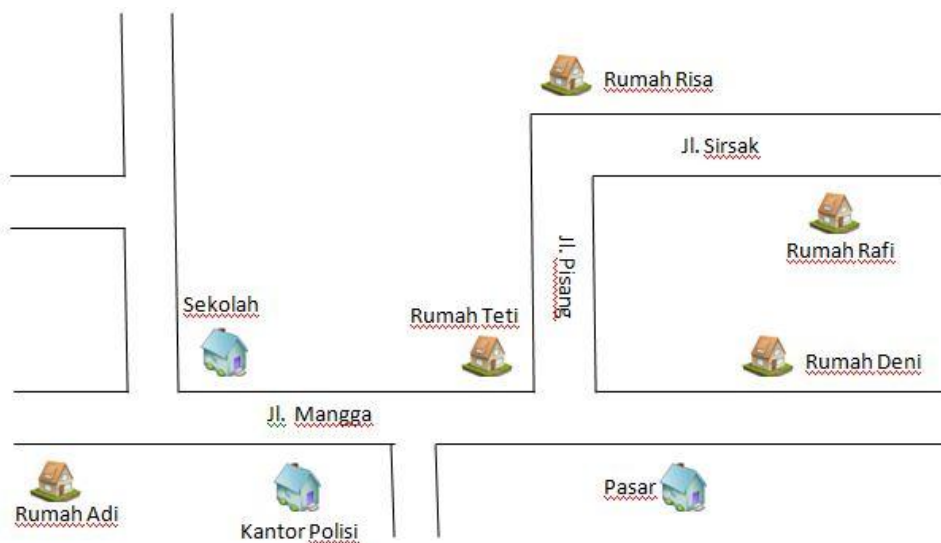 Rumah Risa
Jl. Sirsak
Rumah Rafi
Jl. Pisang
Sekolah
Rumah Teti
Rumah Deni
Jl. Mangga
Rumah Adi
Kantor Polisi
Pasar